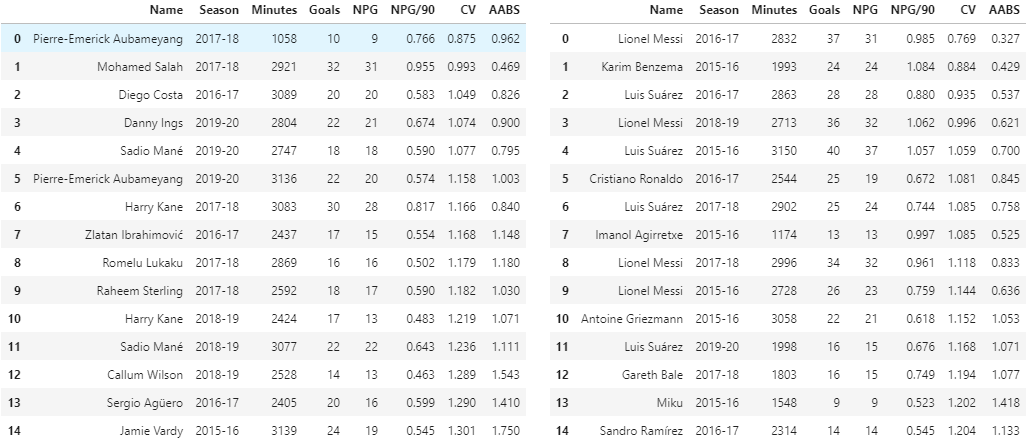 Name Season Minutes Goals NPG NPG/90 CV AABS
0 Pierre-Emerick Aubameyang 2017-18 1058 10 9 0.766 0.875 0.962
1 Mohamed Salah 2017-18 2921 32 31 0.955 0.993 0.469
2 Diego Costa 2016-17 3089 20 20 0.583 1.049 0.826
3 Danny Ings 2019-20 2804 22 21 0.674 1.074 0.900
4 Sadio Mané 2019-20 2747 18 18 0.590 1.077 0.795
5 Pierre-Emerick Aubameyang 2019-20 3136 22 20 0.574 1.158 1.003
6 Harry Kane 2017-18 3083 30 28 0.817 1.166 0.840
7 Zlatan Ibrahimović 2016-17 2437 17 15 0.554 1.168 1.148
8 Romelu Lukaku 2017-18 2869 16 16 0.502 1.179 1.180
9 Raheem Sterling 2017-18 2592 18 17 0.590 1.182 1.030
10 Harry Kane 2018-19 2424 17 13 0.483 1.219 1.071
11 Sadio Mané 2018-19 3077 22 22 0.643 1.236 1.111
12 Callum Wilson 2018-19 2528 14 13 0.463 1.289 1.543
13 Sergio Agüero 2016-17 2405 20 16 0.599 1.290 1.410
14 Jamie Vardy 2015-16 3139 24 19 0.545 1.301 1.750
Name Season Minutes Goals NPG NPG/90 CV AABS
0 Lionel Messi 2016-17 2832 37 31 0.985 0.769 0.327
1 Karim Benzema 2015-16 1993 24 24 1.084 0.884 0.429
2 Luis Suárez 2016-17 2863 28 28 0.880 0.935 0.537
3 Lionel Messi 2018-19 2713 36 32 1.062 0.996 0.621
4 Luis Suárez 2015-16 3150 40 37 1.057 1.059 0.700
5 Cristiano Ronaldo 2016-17 2544 25 19 0.672 1.081 0.845
6 Luis Suárez 2017-18 2902 25 24 0.744 1.085 0.758
7 Imanol Agirretxe 2015-16 1174 13 13 0.997 1.085 0.525
8 Lionel Messi 2017-18 2996 34 32 0.961 1.118 0.833
9 Lionel Messi 2015-16 2728 26 23 0.759 1.144 0.636
10 Antoine Griezmann 2015-16 3058 22 21 0.618 1.152 1.053
11 Luis Suárez 2019-20 1998 16 15 0.676 1.168 1.071
12 Gareth Bale 2017-18 1803 16 15 0.749 1.194 1.077
13 Miku 2015-16 1548 9 9 0.523 1.202 1.418
14 Sandro Ramírez 2016-17 2314 14 14 0.545 1.204 1.133